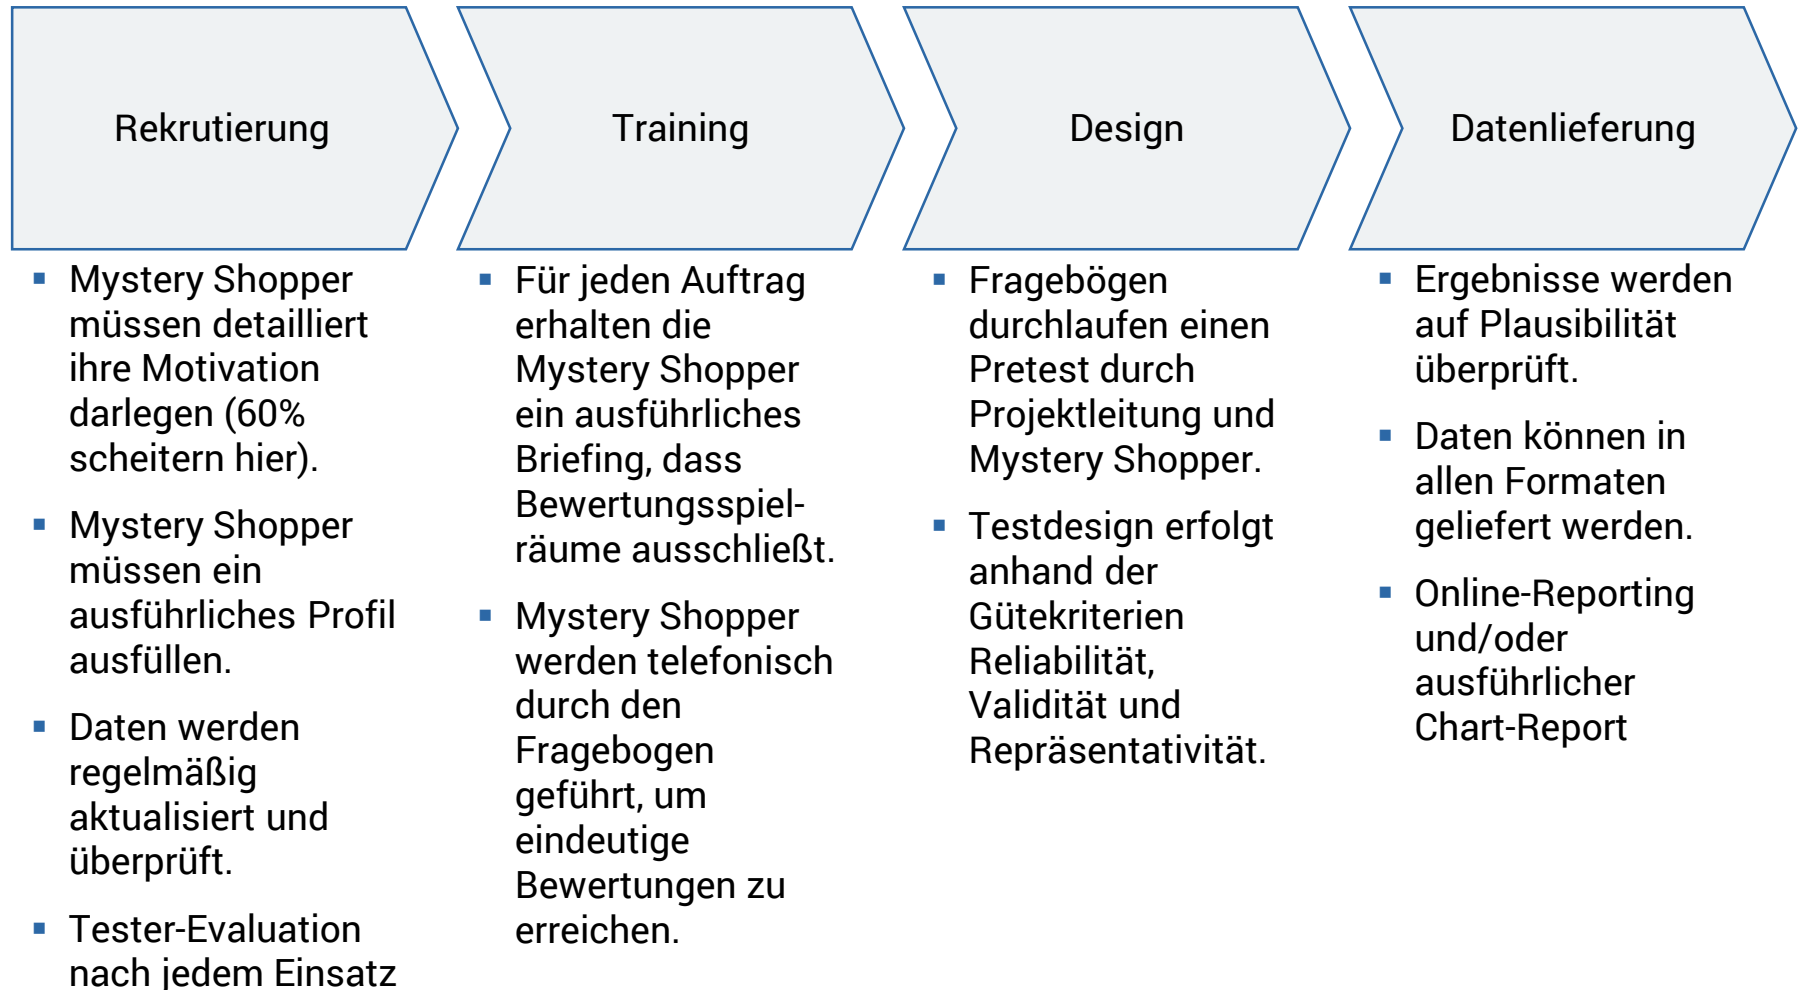 Rekrutierung
Training
Design
Datenlieferung
Mystery Shopper
müssen detailliert
ihre Motivation
darlegen (60%
scheitern hier).
Mystery Shopper
müssen ein
ausführliches Profil
ausfüllen.
Daten werden
regelmäßig
aktualisiert und
überprüft.
Tester-Evaluation
nach jedem Einsatz
Für jeden Auftrag
erhalten die
Mystery Shopper
ein ausführliches
Briefing, dass
Bewertungsspiel-
räume ausschließt.
Mystery Shopper
werden telefonisch
durch den
Fragebogen
geführt, um
eindeutige
Bewertungen zu
erreichen.
Fragebögen
durchlaufen einen
Pretest durch
Projektleitung und
Mystery Shopper.
Testdesign erfolgt
anhand der
Gütekriterien
Reliabilität,
Validität und
Repräsentativität.
Ergebnisse werden
auf Plausibilität
überprüft.
Daten können in
allen Formaten
geliefert werden.
Online-Reporting
und/oder
ausführlicher
Chart-Report